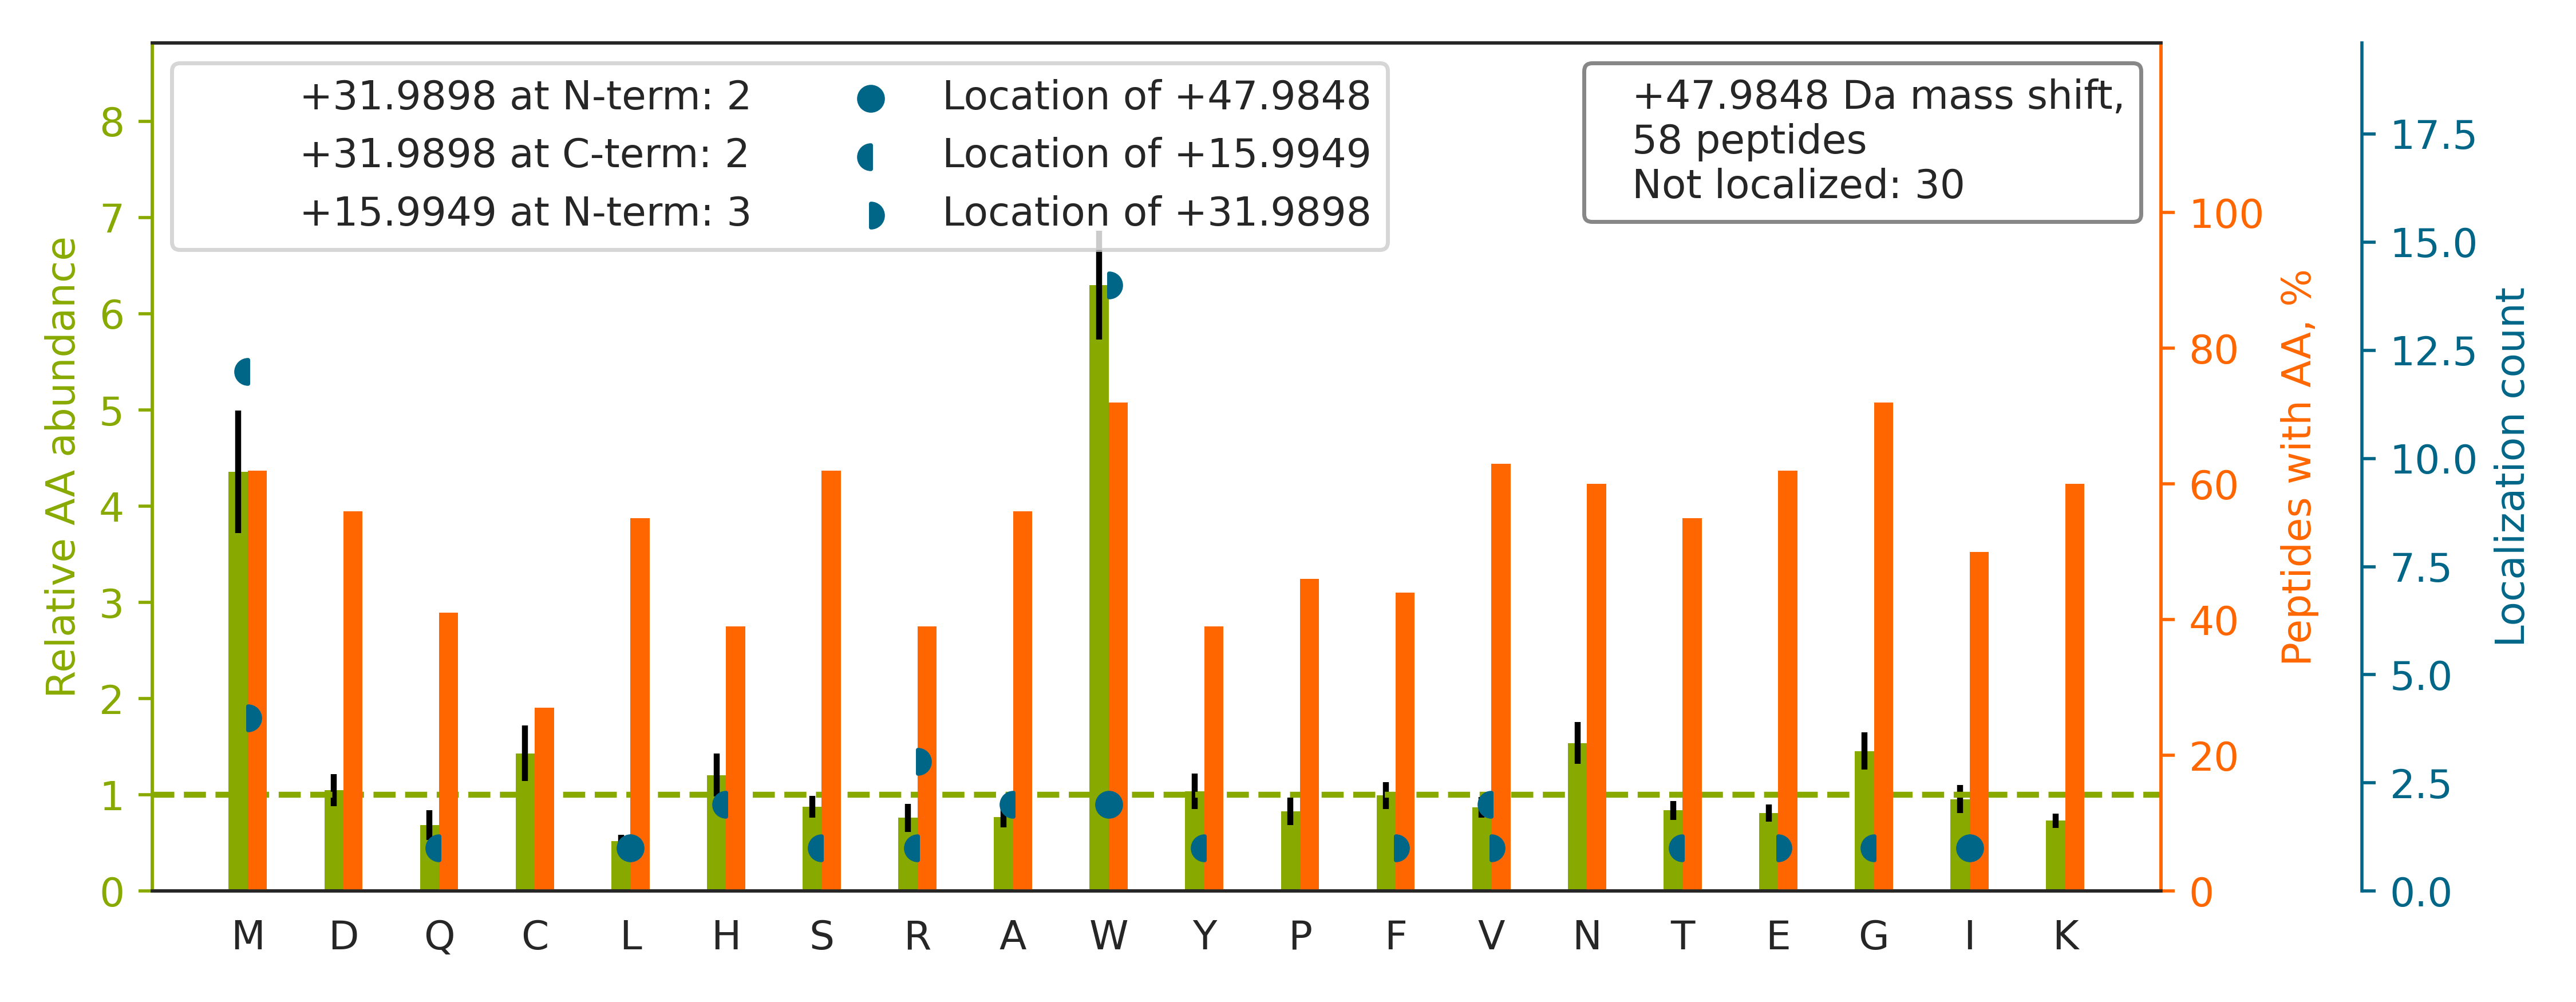 +31.9898 at N-term: 2
+31.9898 at C-term: 2
+15.9949 at N-term: 3
Location of +47.9848
Location of +15.9949
Location of +31.9898
+47.9848 Da mass shift,
58 peptides
Not localized: 30
Relative AA abundance
8
7
6
5
4
3
2
1
0
M D Q C L H S R A W Y P F V N T E G I K
100
80
60
40
20
0
Peptides with AA, %
17.5
15.0
12.5
10.0
7.5
5.0
2.5
0.0
Localization count